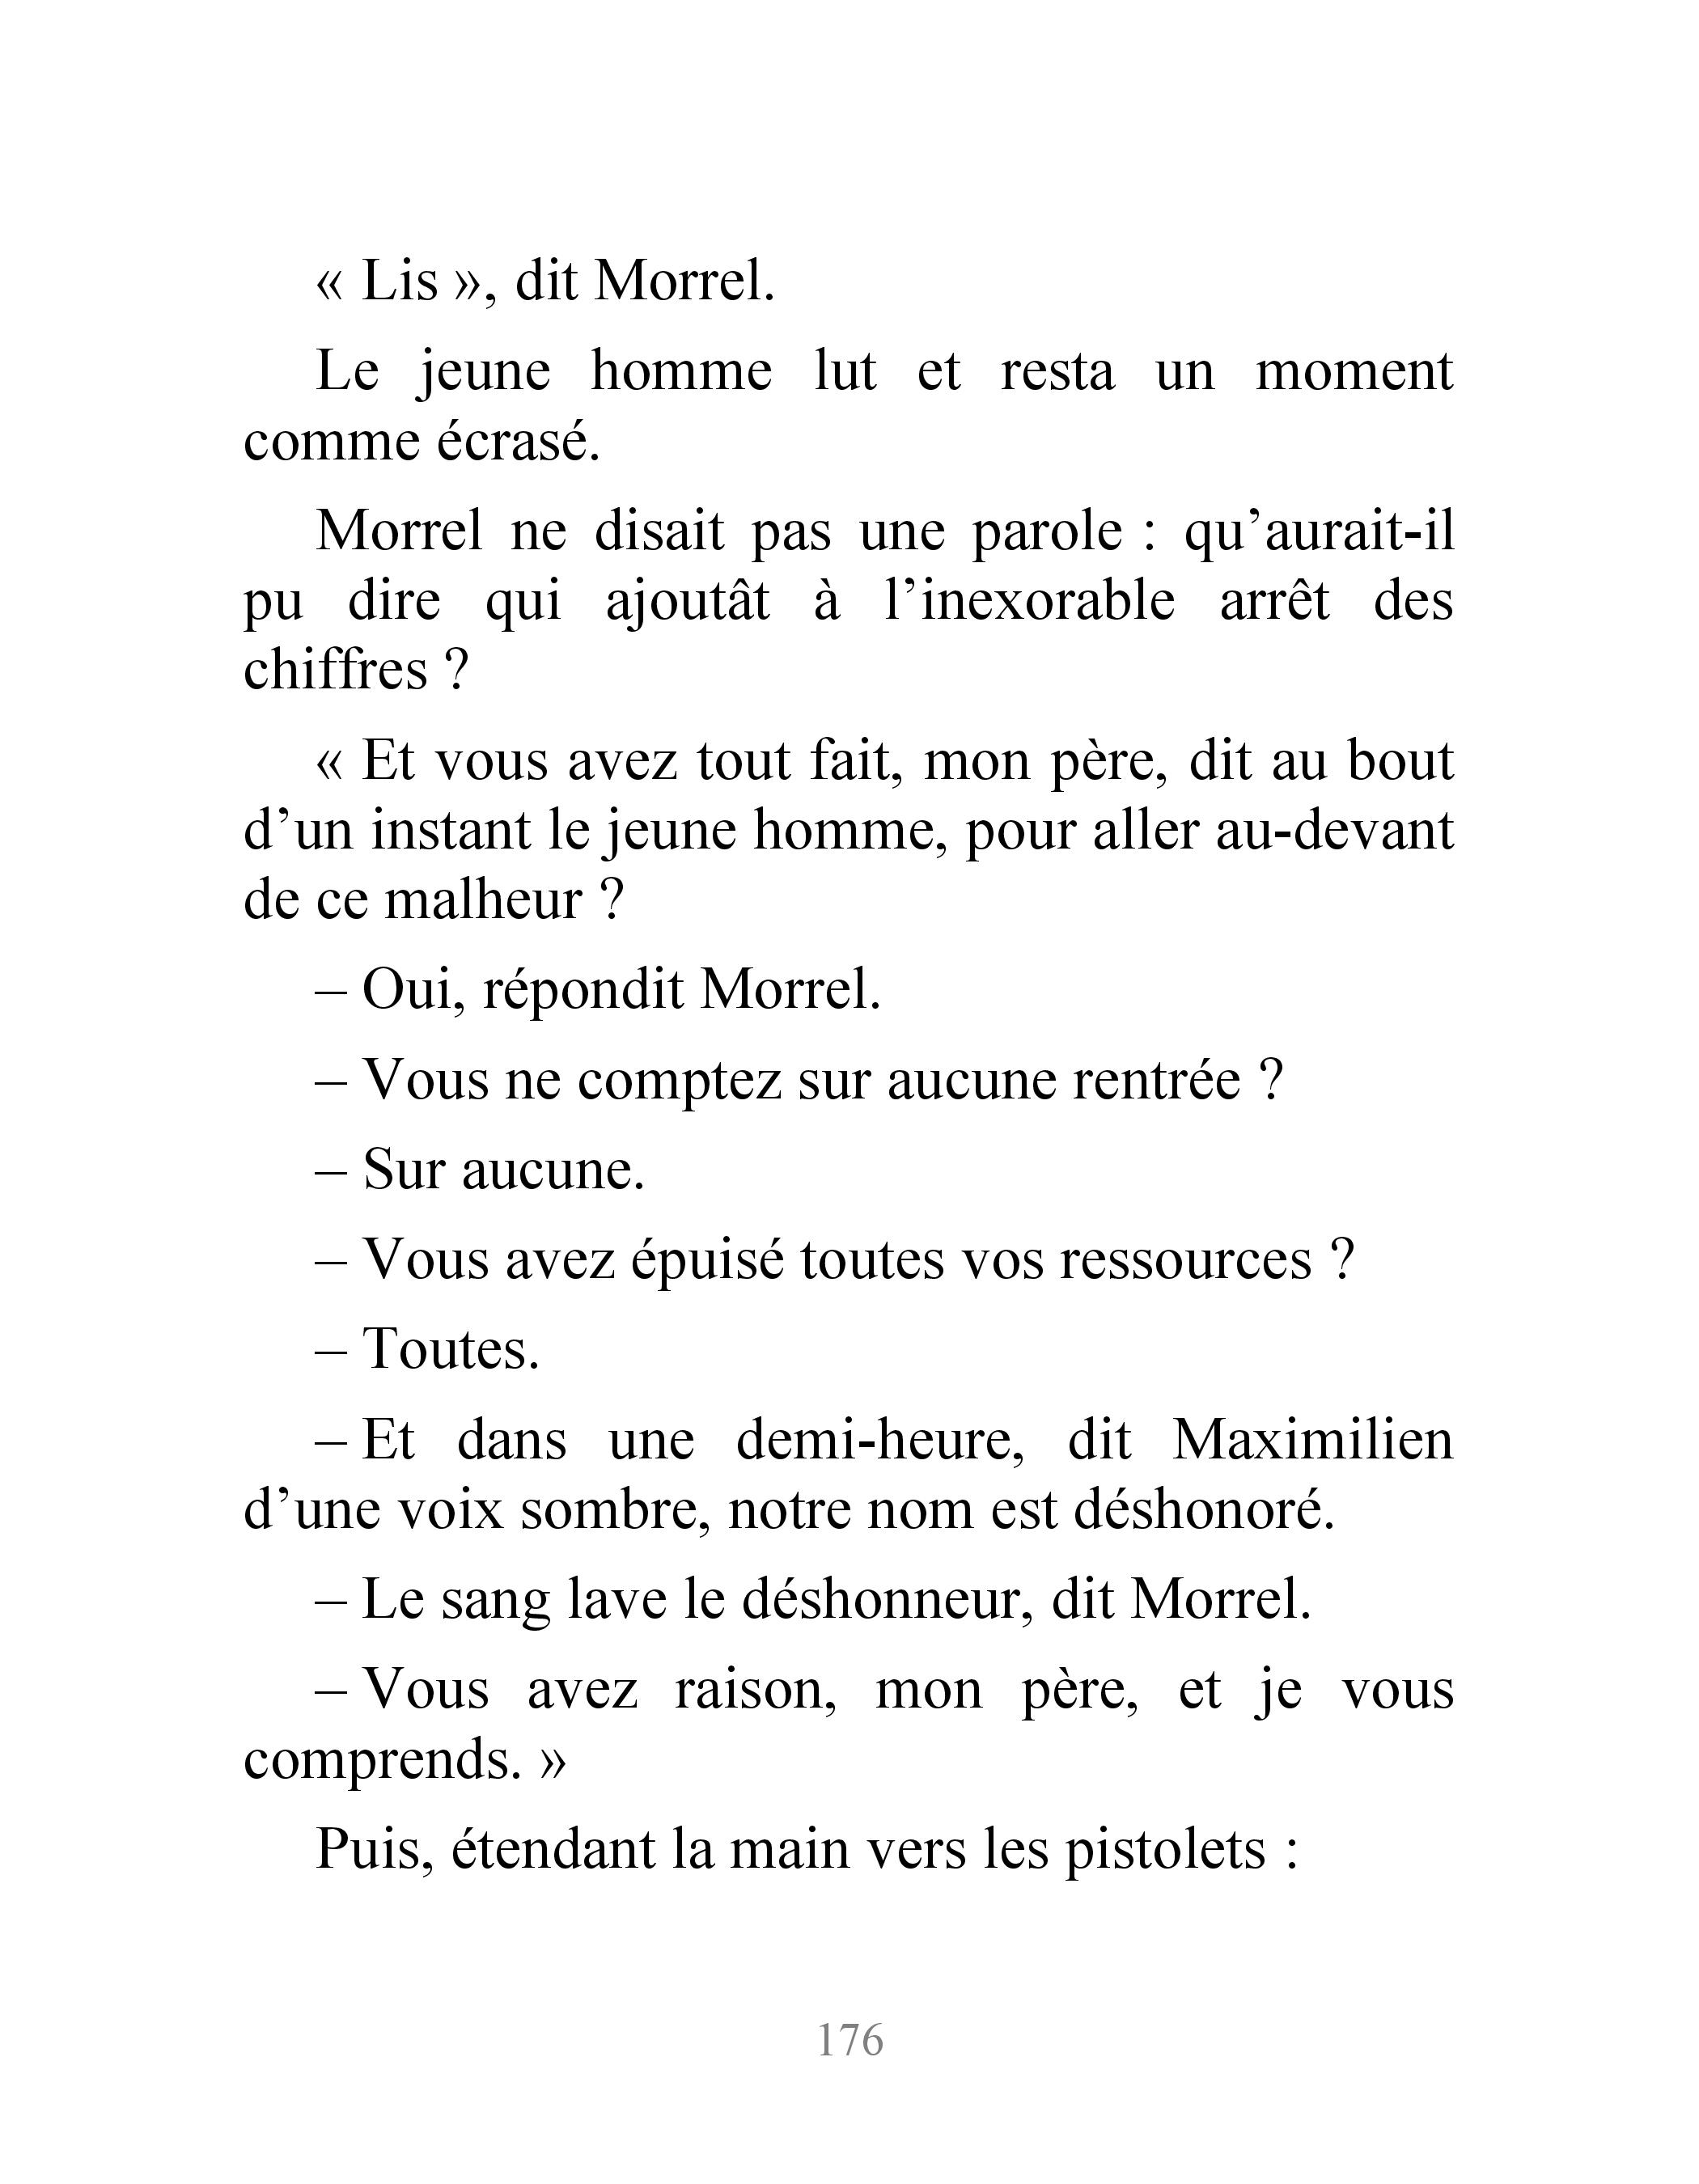 « Lis », dit Morrel.
Le jeune homme lut et resta un moment
comme écrasé.
Morrel ne disait pas une parole : qu’aurait-il
pu dire qui ajoutât à l’inexorable arrêt des
chiffres ?
« Et vous avez tout fait, mon père, dit au bout
d’un instant le jeune homme, pour aller au-devant
de ce malheur ?
– Oui, répondit Morrel.
– Vous ne comptez sur aucune rentrée ?
– Sur aucune.
– Vous avez épuisé toutes vos ressources ?
– Toutes.
– Et dans une demi-heure, dit Maximilien
d’une voix sombre, notre nom est déshonoré.
– Le sang lave le déshonneur, dit Morrel.
– Vous avez raison, mon père, et je vous
comprends. »
Puis, étendant la main vers les pistolets :
176